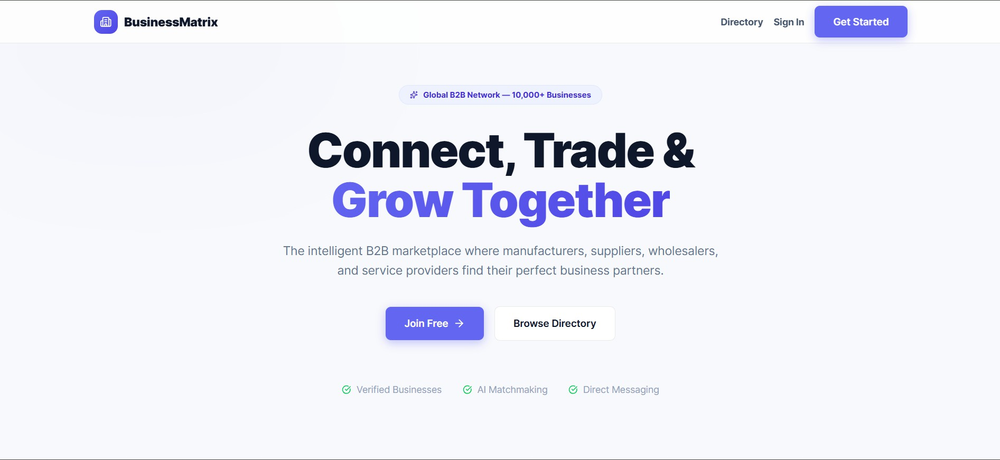 BusinessMatrix
Directory
Sign In
Get Started
Global B2B Network — 10,000+ Businesses
Connect, Trade &
Grow Together
The intelligent B2B marketplace where manufacturers, suppliers, wholesalers,
and service providers find their perfect business partners.
Join Free
Browse Directory
Verified Businesses
AI Matchmaking
Direct Messaging